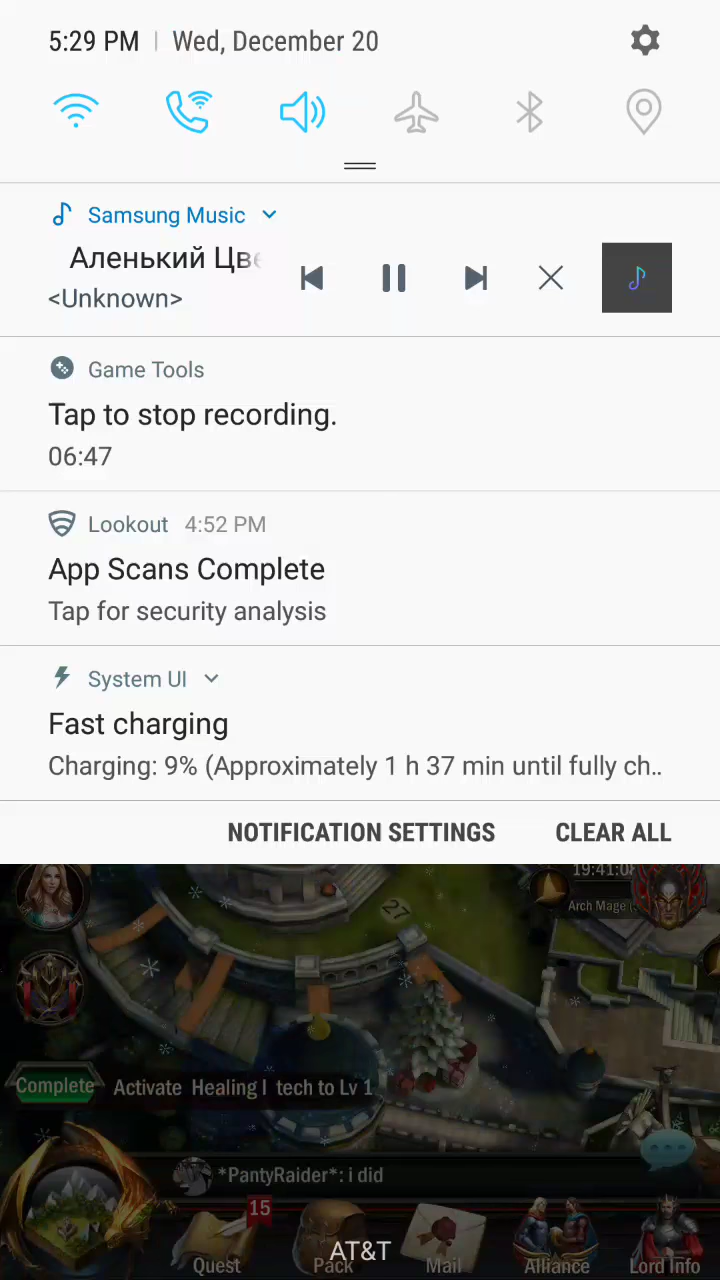 5:29 PM | Wed, December 20
Samsung Music
Аленький Цв
<Unknown>
Game Tools
Tap to stop recording.
06:47
Lookout 4:52 PM
App Scans Complete
Tap for security analysis
System UI
Fast charging
Charging: 9% (Approximately 1 h 37 min until fully ch..
NOTIFICATION SETTINGS CLEAR ALL
27
Arch Mage (
Complete Activate Healing I tech to Lv 1
*PantyRaider*: i did
15
Quest Pack Mail Alliance Lord Info
AT&T